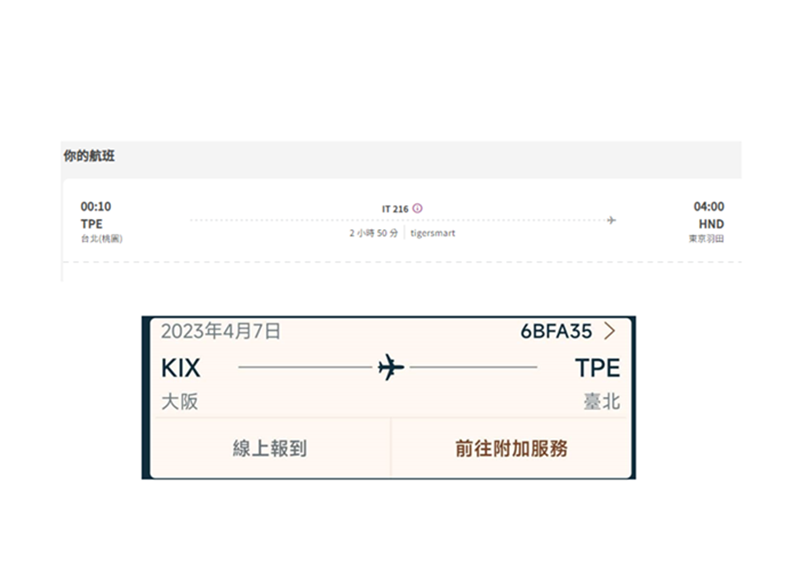 你的航班
00:10 IT 216 04:00
TPE HND
台北(桃園) 2 小時 50 分 tigersmart 東京羽田
2023年4月7日 6BFA35
KIX TPE
大阪 臺北
線上報到 前往附加服務